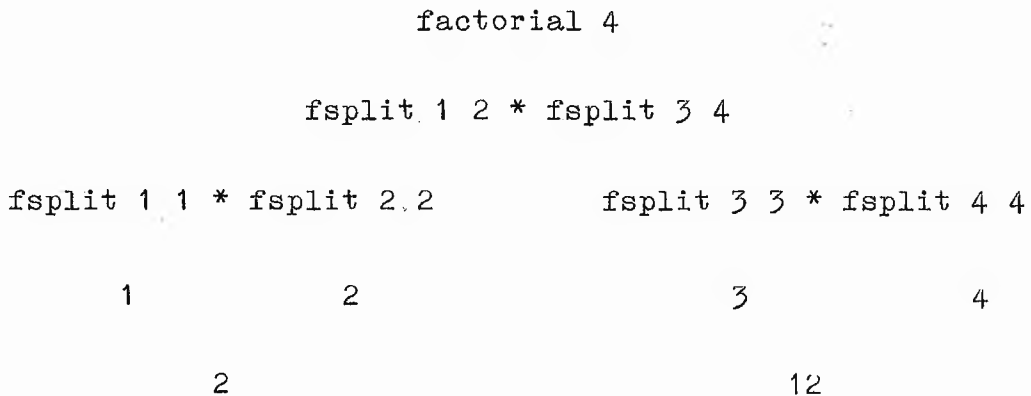 factorial 4
fsplit 1 2 * fsplit 3 4
fsplit 1 1 * fsplit 2 2 fsplit 3 3 * fsplit 4 4
1 2 3 4
2 12